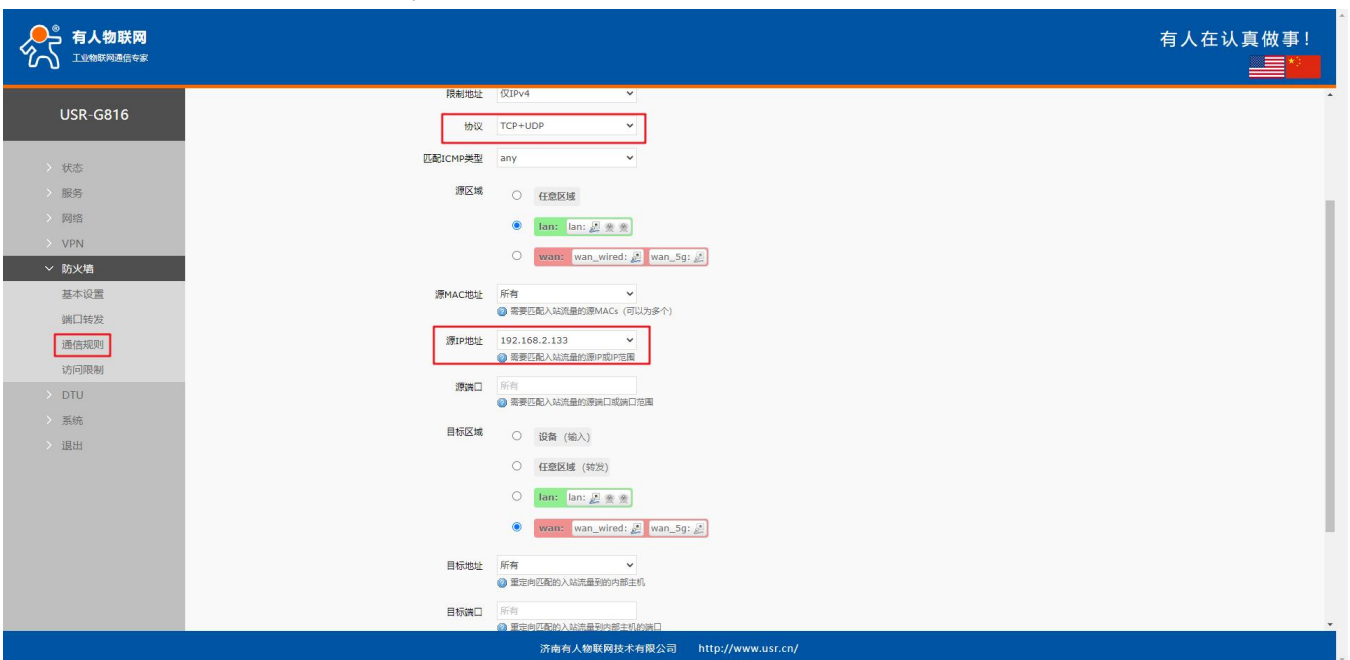 有人物联网
工业物联网通信专家
有人在认真做事！
USR-G816
状态
服务
网络
VPN
防火墙
基本设置
端口转发
通信规则
访问限制
DTU
系统
退出
限制地址 仅IPv4
协议 TCP+UDP
匹配ICMP类型 any
源区域 任意区域
lan: lan:
wan: wan_wired: wan_5g:
源MAC地址 所有
需要匹配入站流量的源MACs（可以为多个）
源IP地址 192.168.2.133
需要匹配入站流量的源IP或IP范围
源端口 所有
需要匹配入站流量的源端口或端口范围
目标区域 设备（输入）
任意区域（转发）
lan: lan:
wan: wan_wired: wan_5g:
目标地址 所有
重定向匹配的入站流量到的内部主机
目标端口 所有
重定向匹配的入站流量到内部主机的端口
济南有人物联网技术有限公司 http://www.usr.cn/